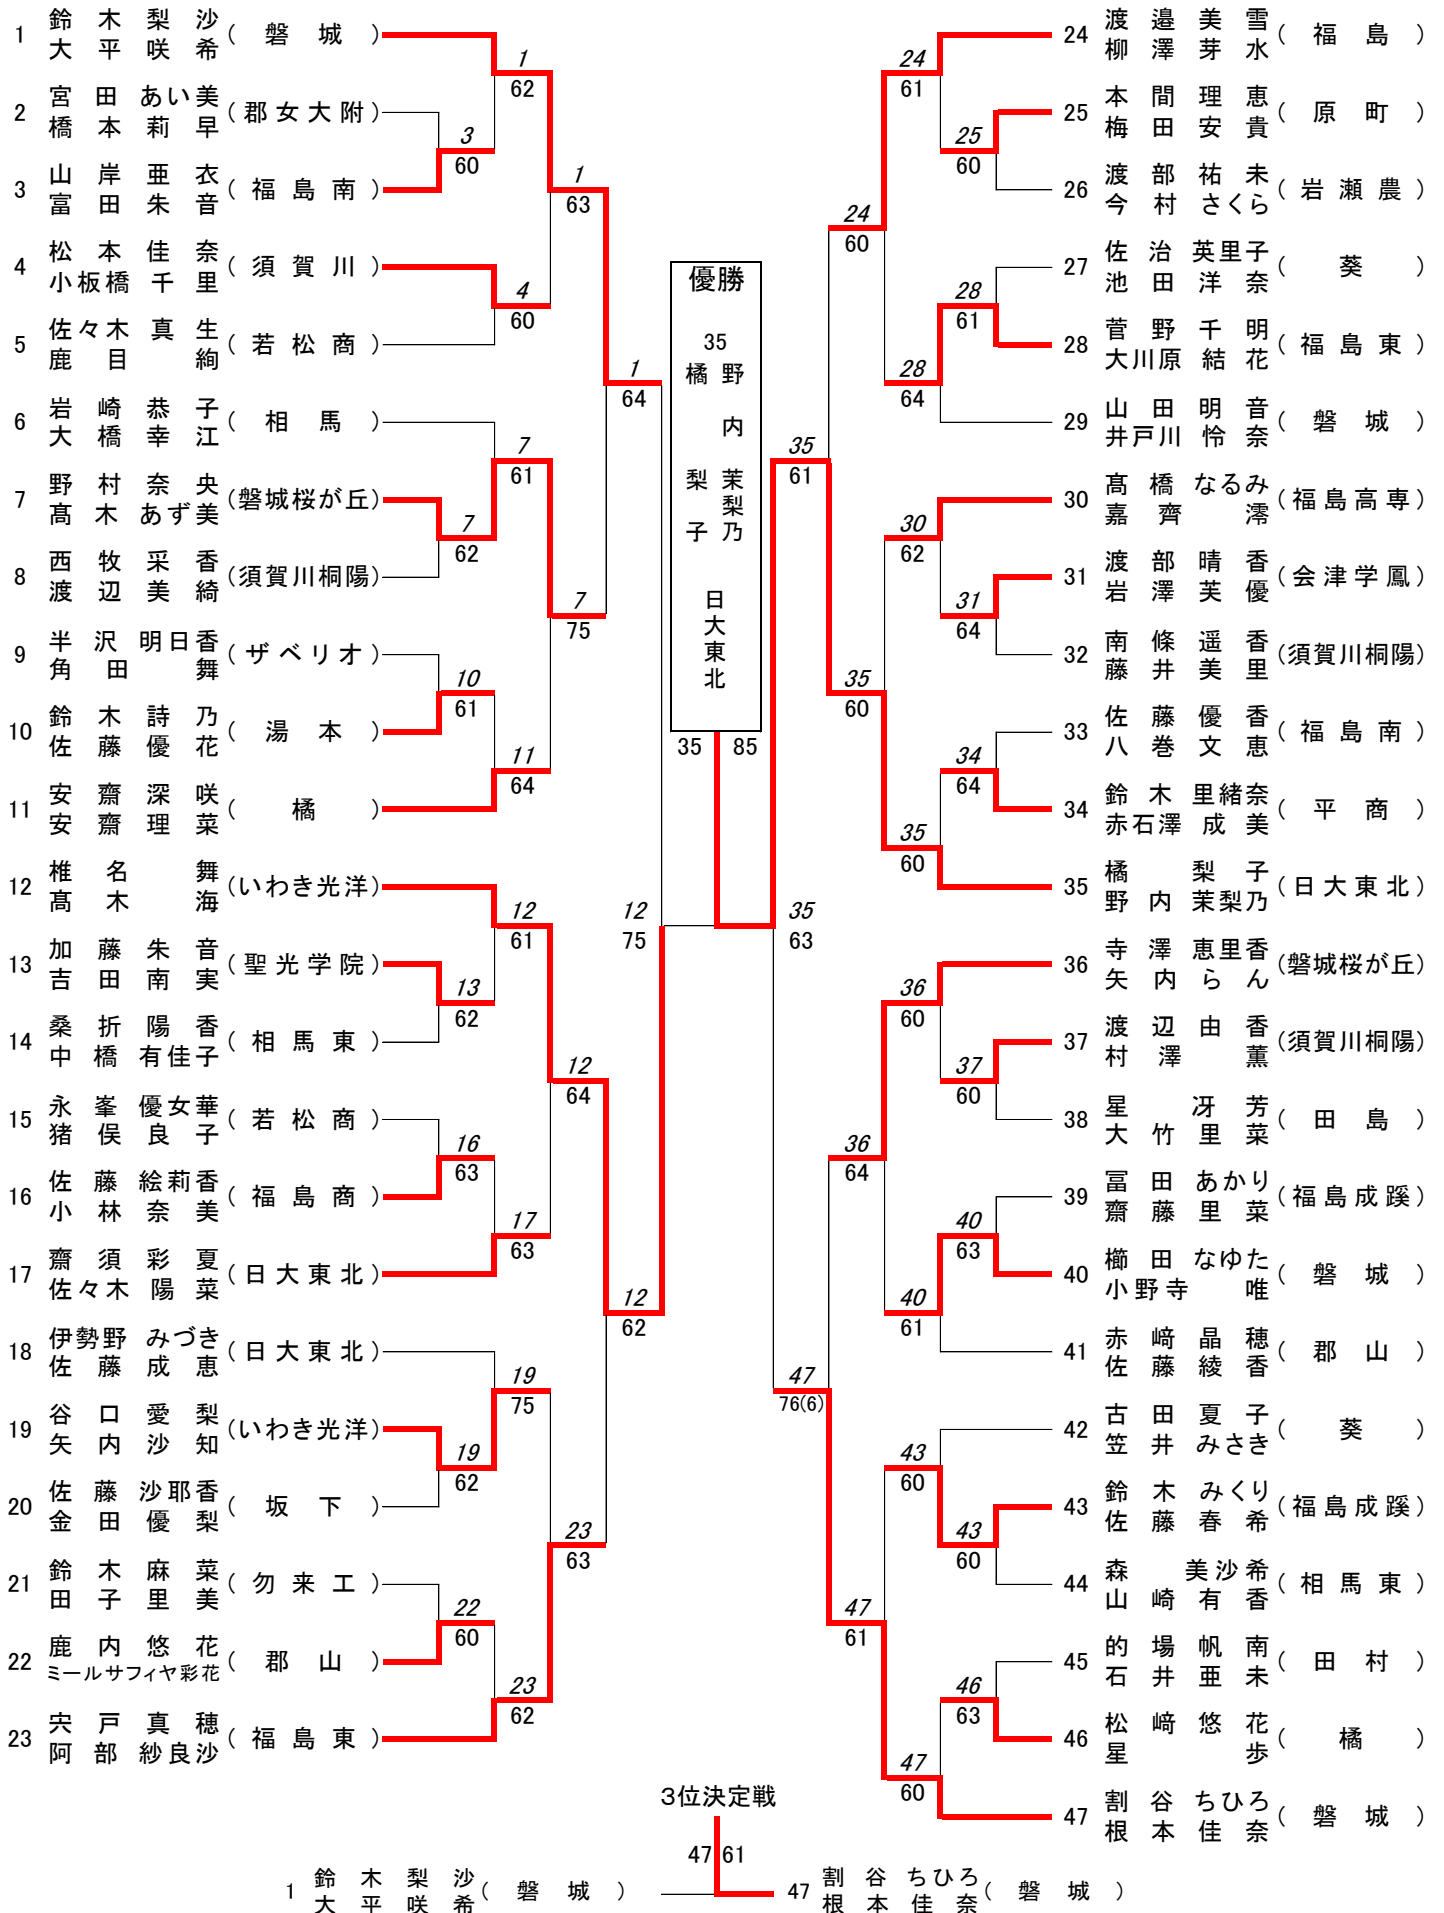 1 鈴木梨沙 大平咲希 (磐城)
2 宮田あい美 橋本莉早 (郡女大附)
3 山岸亜衣 富田朱音 (福島南)
4 松本佳奈 小板橋千里 (須賀川)
5 佐々木真生 鹿目絢 (若松商)
6 岩崎恭子 大橋幸江 (相馬)
7 野村奈央 髙木あず美 (磐城桜が丘)
8 西牧采香 渡辺美綺 (須賀川桐陽)
9 半沢明日香 角田舞 (ザベリオ)
10 鈴木詩乃 佐藤優花 (湯本)
11 安齋深咲 安齋理菜 (橘)
12 椎名舞 髙木海 (いわき光洋)
13 加藤朱音 吉田南実 (聖光学院)
14 桑折陽香 中橋有佳子 (相馬東)
15 永峯優女華 猪俣良子 (若松商)
16 佐藤絵莉香 小林奈美 (福島商)
17 齋須彩夏 佐々木陽菜 (日大東北)
18 伊勢野みづき 佐藤成恵 (日大東北)
19 谷口愛梨 矢内沙知 (いわき光洋)
20 佐藤沙耶香 金田優梨 (坂下)
21 鈴木麻菜 田子里美 (勿来工)
22 鹿内悠花 ミールサフィヤ彩花 (郡山)
23 宍戸真穂 阿部紗良沙 (福島東)
3 60
7 62
10 61
13 62
16 63
19 62
22 60
1 62
4 60
7 61
11 64
12 61
17 63
19 75
23 62
1 63
7 75
12 64
23 63
1 64
12 62
12 75
優勝
35
橘 梨子
野内 茉梨乃
日大東北
35 85
35 63
35 61
47 76(6)
24 60
35 60
36 64
47 61
24 61
28 64
30 62
35 60
36 60
40 61
43 60
47 60
25 60
28 61
31 64
34 64
37 60
40 63
43 60
46 63
24 渡邉美雪 柳澤芽水 (福島)
25 本間理恵 梅田安貴 (原町)
26 渡部祐未 今村さくら (岩瀬農)
27 佐治英里子 池田洋奈 (葵)
28 菅野千明 大川原結花 (福島東)
29 山田明音 井戸川怜奈 (磐城)
30 髙橋なるみ 嘉齊澪 (福島高専)
31 渡部晴香 岩澤芙優 (会津学鳳)
32 南條遥香 藤井美里 (須賀川桐陽)
33 佐藤優香 八巻文恵 (福島南)
34 鈴木里緒奈 赤石澤成美 (平商)
35 橘梨子 野内茉梨乃 (日大東北)
36 寺澤恵里香 矢内らん (磐城桜が丘)
37 渡辺由香 村澤薫 (須賀川桐陽)
38 星冴芳 大竹里菜 (田島)
39 冨田あかり 齋藤里菜 (福島成蹊)
40 櫛田なゆた 小野寺唯 (磐城)
41 赤﨑晶穂 佐藤綾香 (郡山)
42 古田夏子 笠井みさき (葵)
43 鈴木みくり 佐藤春希 (福島成蹊)
44 森美沙希 山崎有香 (相馬東)
45 的場帆南 石井亜未 (田村)
46 松﨑悠花 星歩 (橘)
47 割谷ちひろ 根本佳奈 (磐城)
3位決定戦
47 61
1 鈴木梨沙 大平咲希 (磐城)
47 割谷ちひろ 根本佳奈 (磐城)